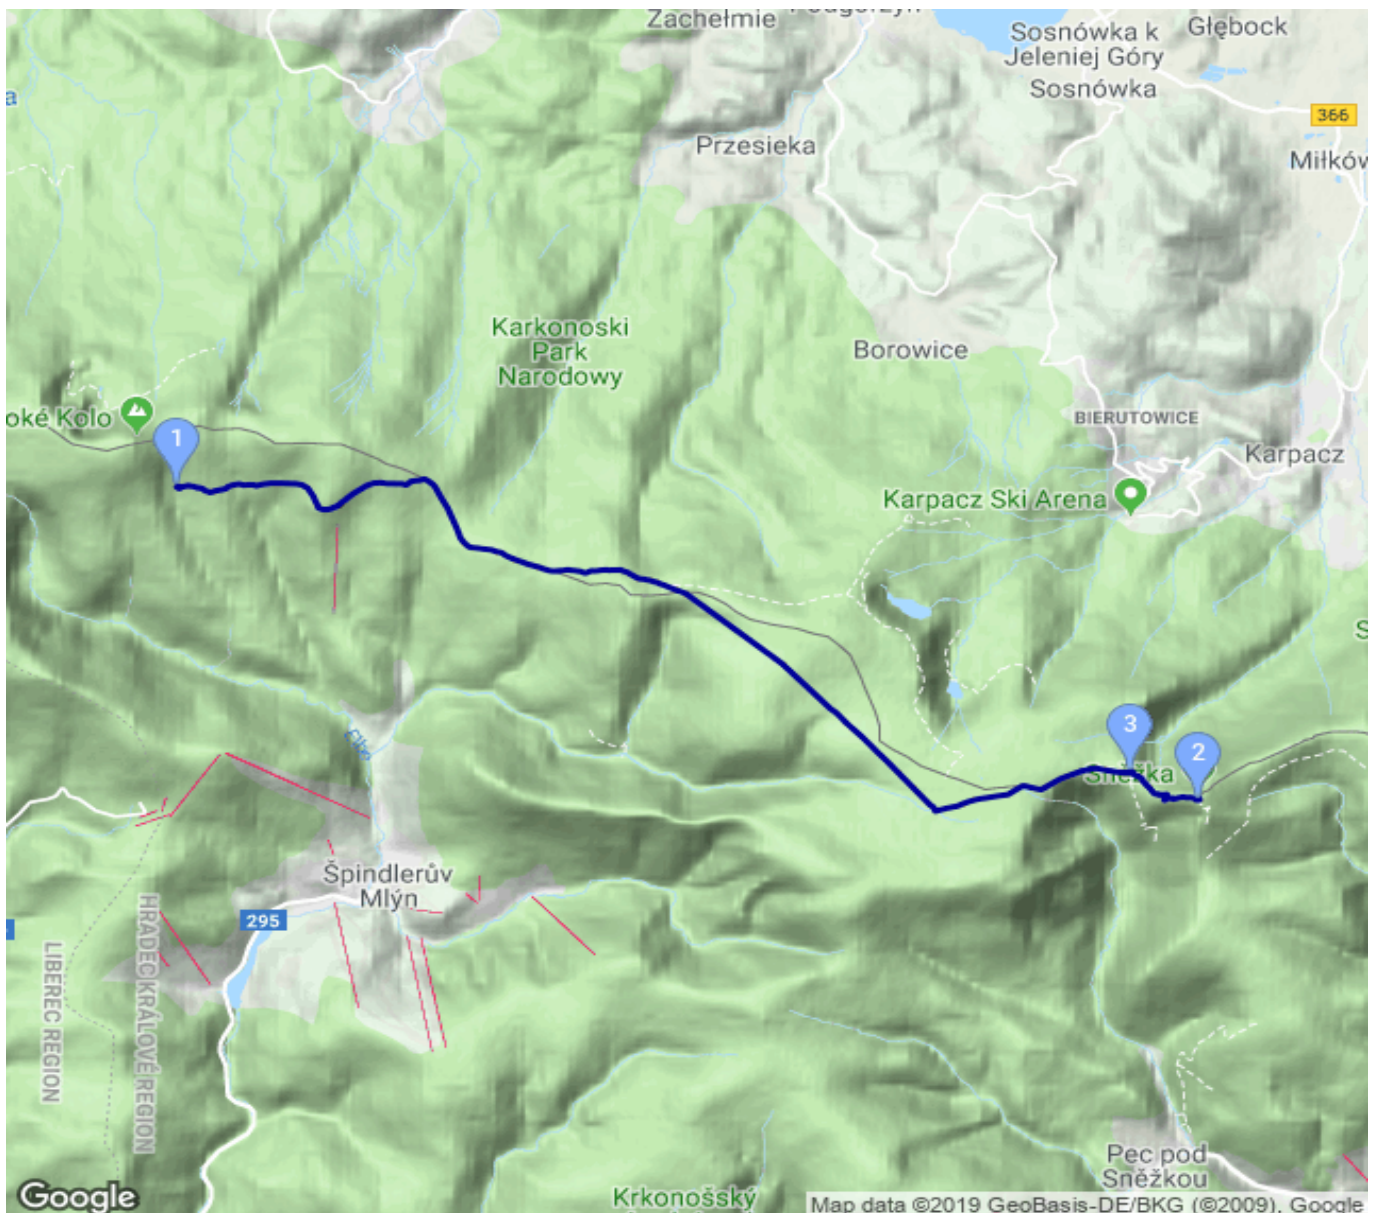 Zachełmie
Sosnówka k
Jeleniej Góry
Głębock
Sosnówka
366
Przesieka
Miłków
Karkonoski
Park
Narodowy
Borowice
oké Kolo
1
BIERUTOWICE
Karpacz
Karpacz Ski Arena
3
2
Sněžka
Elbe
Špindlerův
Mlýn
295
HRADEC KRÁLOVÉ REGION
LIBEREC REGION
Pec pod
Sněžkou
Krkonošský
Google
Map data ©2019 GeoBasis-DE/BKG (©2009), Google